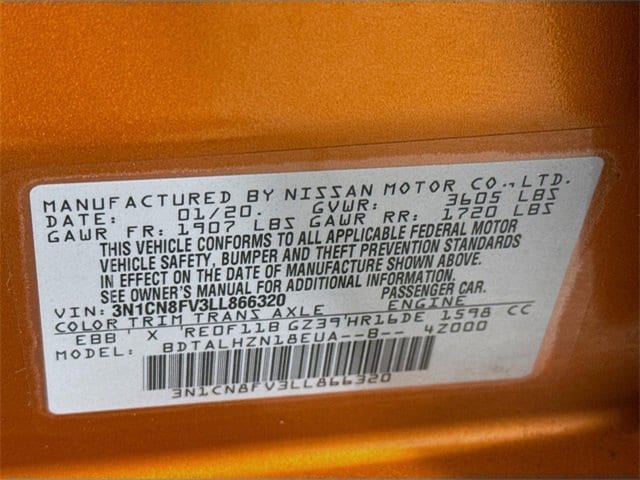 MANUFACTURED BY NISSAN MOTOR CO., LTD.
DATE: 01/20. GVWR: 3605 LBS
GAWR FR: 1907 LBS GAWR RR: 1720 LBS
THIS VEHICLE CONFORMS TO ALL APPLICABLE FEDERAL MOTOR
VEHICLE SAFETY, BUMPER AND THEFT PREVENTION STANDARDS
IN EFFECT ON THE DATE OF MANUFACTURE SHOWN ABOVE.
SEE OWNER'S MANUAL FOR ADDITIONAL INFORMATION.
VIN: 3N1CN8FV3LL866320 PASSENGER CAR.
COLOR TRIM TRANS AXLE ENGINE
EBB' X 'RE0F11B GZ39'HR16DE 1598 CC
MODEL: BDTALHZN18EUA--B-- 4Z000
3N1CN8FV3LL866320